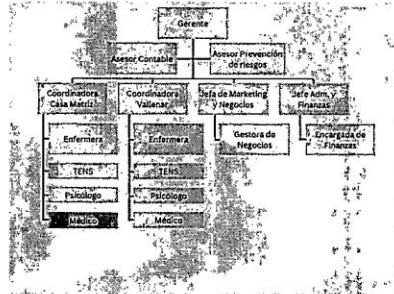 Gerente
Asesor Contable
Asesor Prevención
de riesgos
Coordinadora
Casa Matriz
Coordinadora
Vallenar
Jefa de Marketing
y Negocios
Jefe Adm. y
Finanzas
Enfermera
Enfermera
Gestora de
Negocios
Encargada de
Finanzas
TENS
TENS
Psicólogo
Psicólogo
Médico
Médico